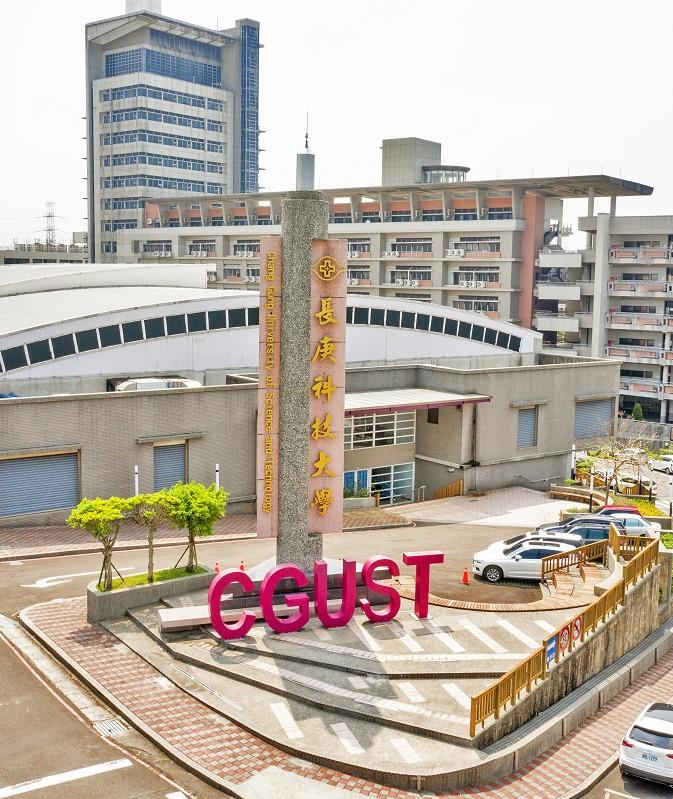 長庚科技大學
Chang Gung University of Science and Technology
CGUST